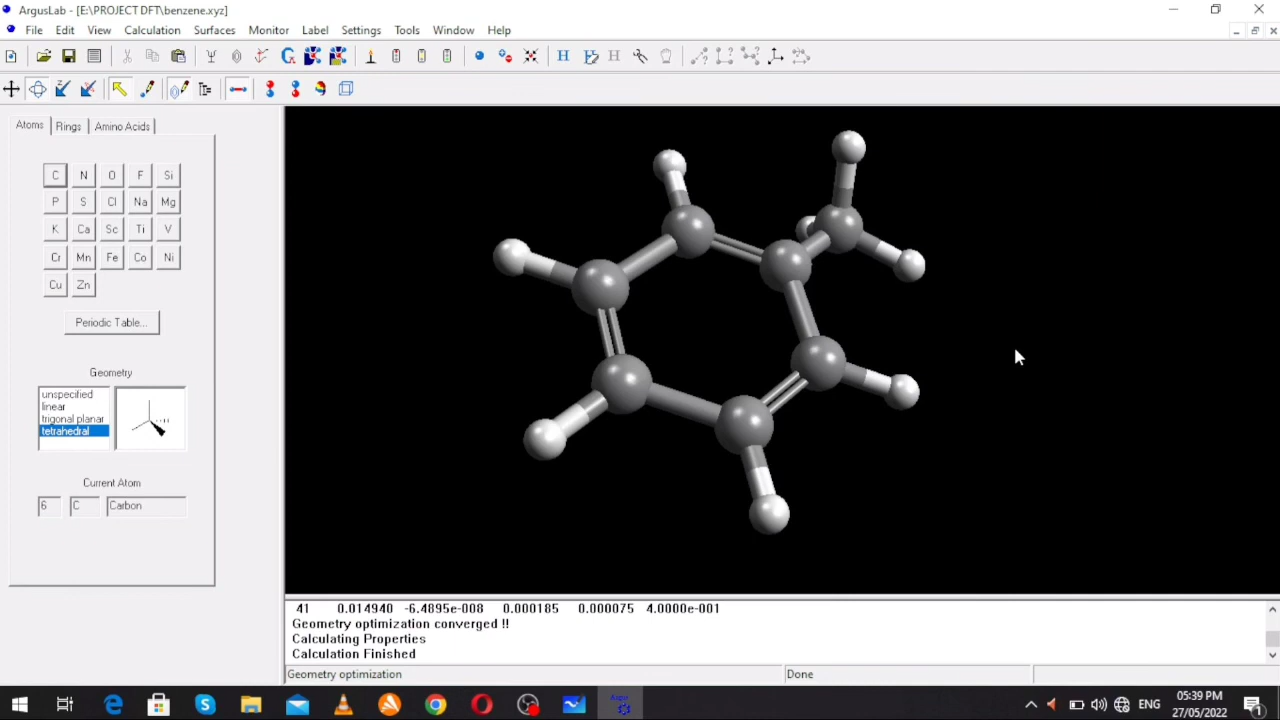 ArgusLab - [E:\PROJECT DFT\benzene.xyz]
File Edit View Calculation Surfaces Monitor Label Settings Tools Window Help
H H
Atoms Rings Amino Acids
C N O F Si
P S Cl Na Mg
K Ca Sc Ti V
Cr Mn Fe Co Ni
Cu Zn
Periodic Table...
Geometry
unspecified
linear
trigonal planar
tetrahedral
Current Atom
6 C Carbon
41 0.014940 -6.4895e-008 0.000185 0.000075 4.0000e-001
Geometry optimization converged !!
Calculating Properties
Calculation Finished
Geometry optimization Done
Argus
ENG
05:39 PM
27/05/2022
1